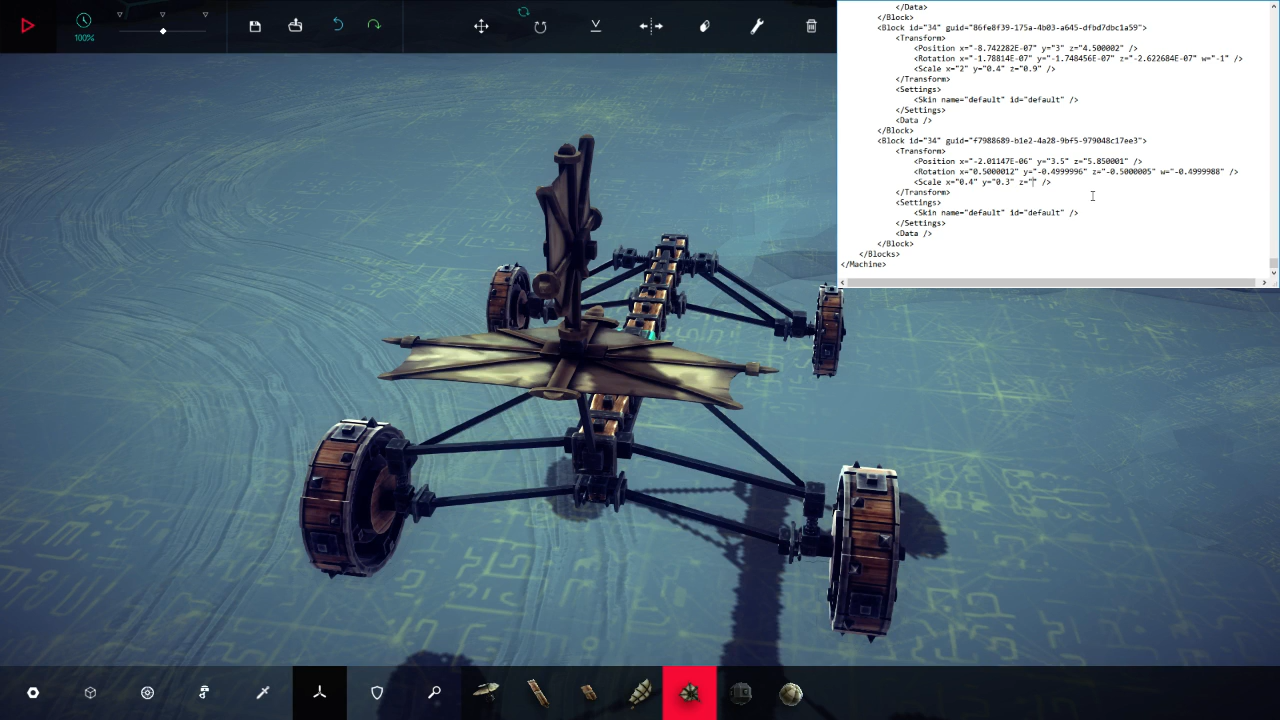 100%
</Data>
</Block>
<Block id="34" guid="86fe8f39-175a-4b03-a645-dfbd7dbc1a59">
<Transform>
<Position x="-8.742282E-07" y="3" z="4.500002" />
<Rotation x="-1.78814E-07" y="-1.748456E-07" z="-2.622684E-07" w="-1" />
<Scale x="2" y="0.4" z="0.9" />
</Transform>
<Settings>
<Skin name="default" id="default" />
</Settings>
<Data />
</Block>
<Block id="34" guid="f7988689-b1e2-4a28-9bf5-979048c17ee3">
<Transform>
<Position x="-2.01147E-06" y="3.5" z="5.850001" />
<Rotation x="0.5000012" y="-0.4999996" z="-0.5000005" w="-0.4999988" />
<Scale x="0.4" y="0.3" z="" />
</Transform>
<Settings>
<Skin name="default" id="default" />
</Settings>
<Data />
</Block>
</Blocks>
</Machine>